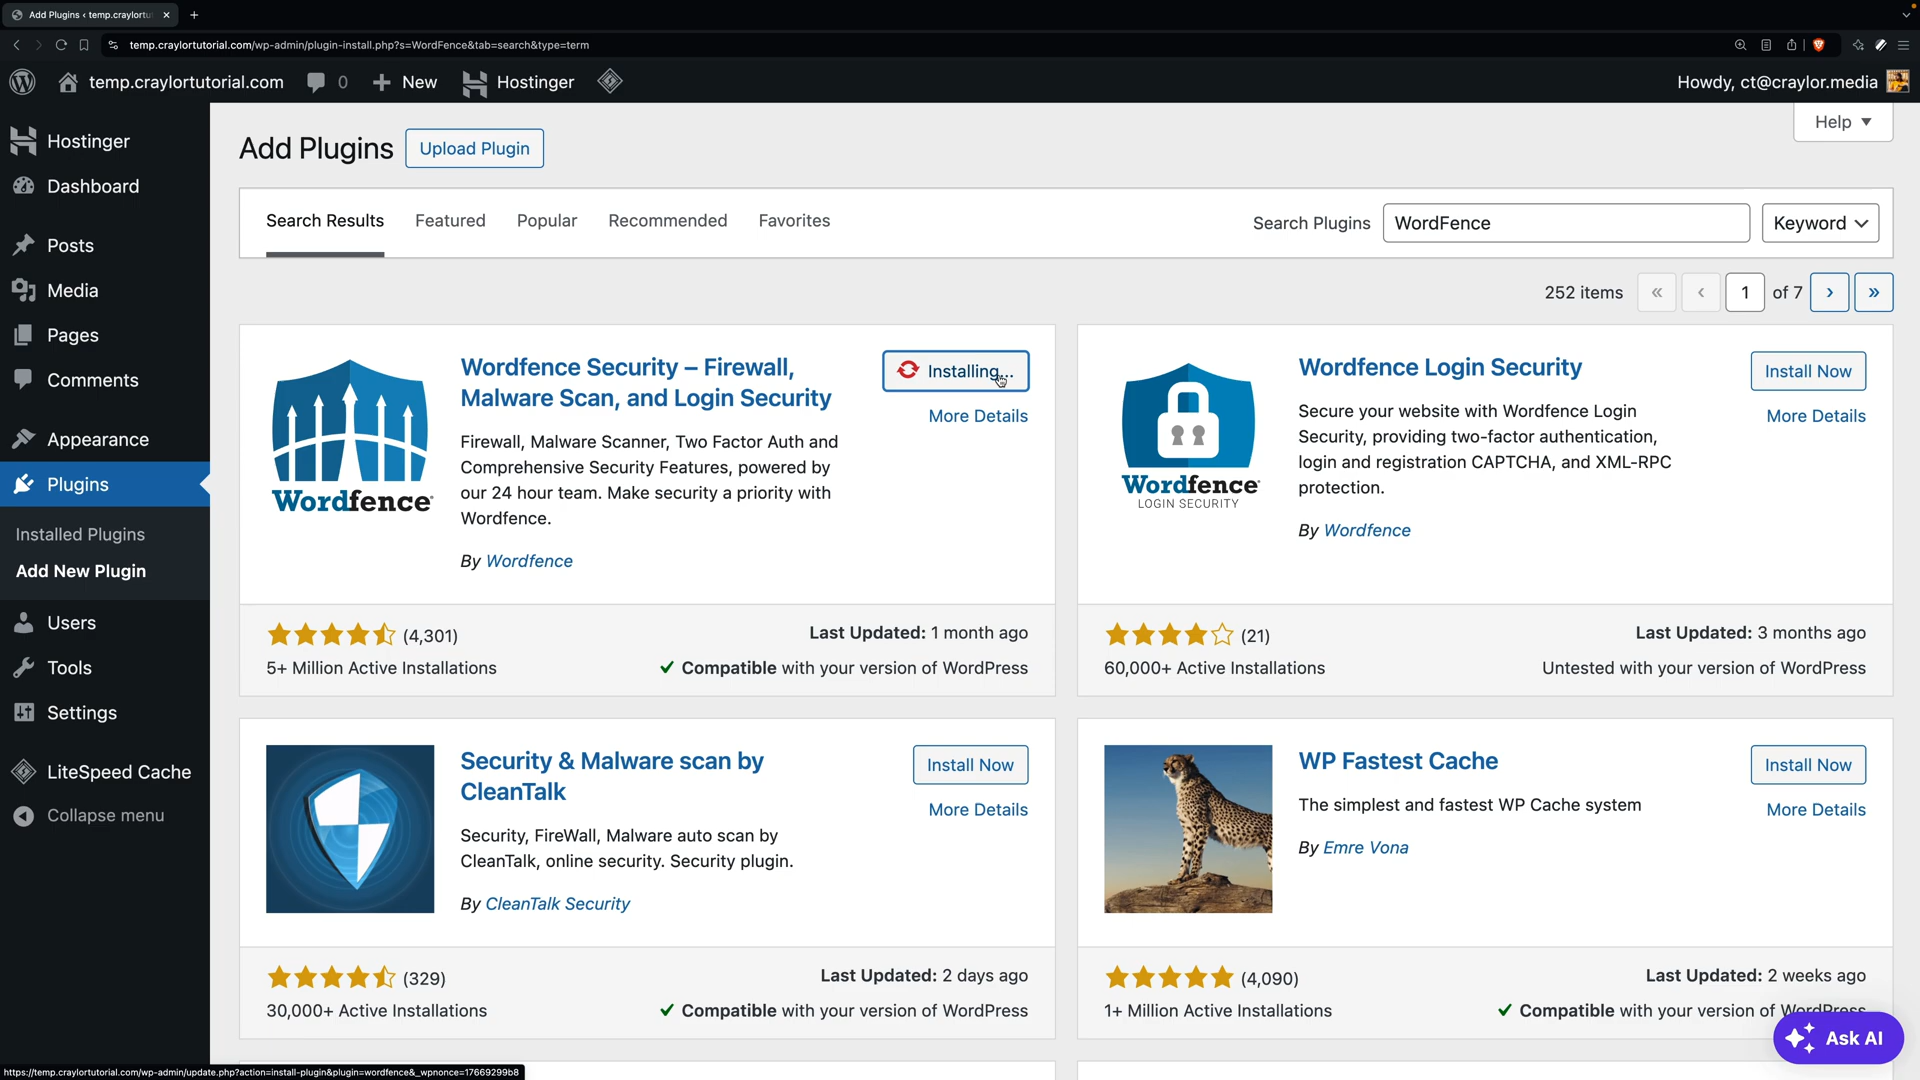 Add Plugins < temp.craylortu
temp.craylortutorial.com/wp-admin/plugin-install.php?s=WordFence&tab=search&type=term
temp.craylortutorial.com
0
New
Hostinger
Howdy, ct@craylor.media
Hostinger
Dashboard
Posts
Media
Pages
Comments
Appearance
Plugins
Installed Plugins
Add New Plugin
Users
Tools
Settings
LiteSpeed Cache
Collapse menu
Add Plugins
Upload Plugin
Help
Search Results
Featured
Popular
Recommended
Favorites
Search Plugins
WordFence
Keyword
252 items
«
‹
1
of 7
›
»
Wordfence
Wordfence Security – Firewall,
Malware Scan, and Login Security
Installing...
More Details
Firewall, Malware Scanner, Two Factor Auth and
Comprehensive Security Features, powered by
our 24 hour team. Make security a priority with
Wordfence.
By Wordfence
(4,301)
Last Updated: 1 month ago
5+ Million Active Installations
Compatible with your version of WordPress
Wordfence
LOGIN SECURITY
Wordfence Login Security
Install Now
More Details
Secure your website with Wordfence Login
Security, providing two-factor authentication,
login and registration CAPTCHA, and XML-RPC
protection.
By Wordfence
(21)
Last Updated: 3 months ago
60,000+ Active Installations
Untested with your version of WordPress
Security & Malware scan by
CleanTalk
Install Now
More Details
Security, FireWall, Malware auto scan by
CleanTalk, online security. Security plugin.
By CleanTalk Security
(329)
Last Updated: 2 days ago
30,000+ Active Installations
Compatible with your version of WordPress
WP Fastest Cache
Install Now
More Details
The simplest and fastest WP Cache system
By Emre Vona
(4,090)
Last Updated: 2 weeks ago
1+ Million Active Installations
Compatible with your version of WordPress
Ask AI
https://temp.craylortutorial.com/wp-admin/update.php?action=install-plugin&plugin=wordfence&_wpnonce=17669299b8